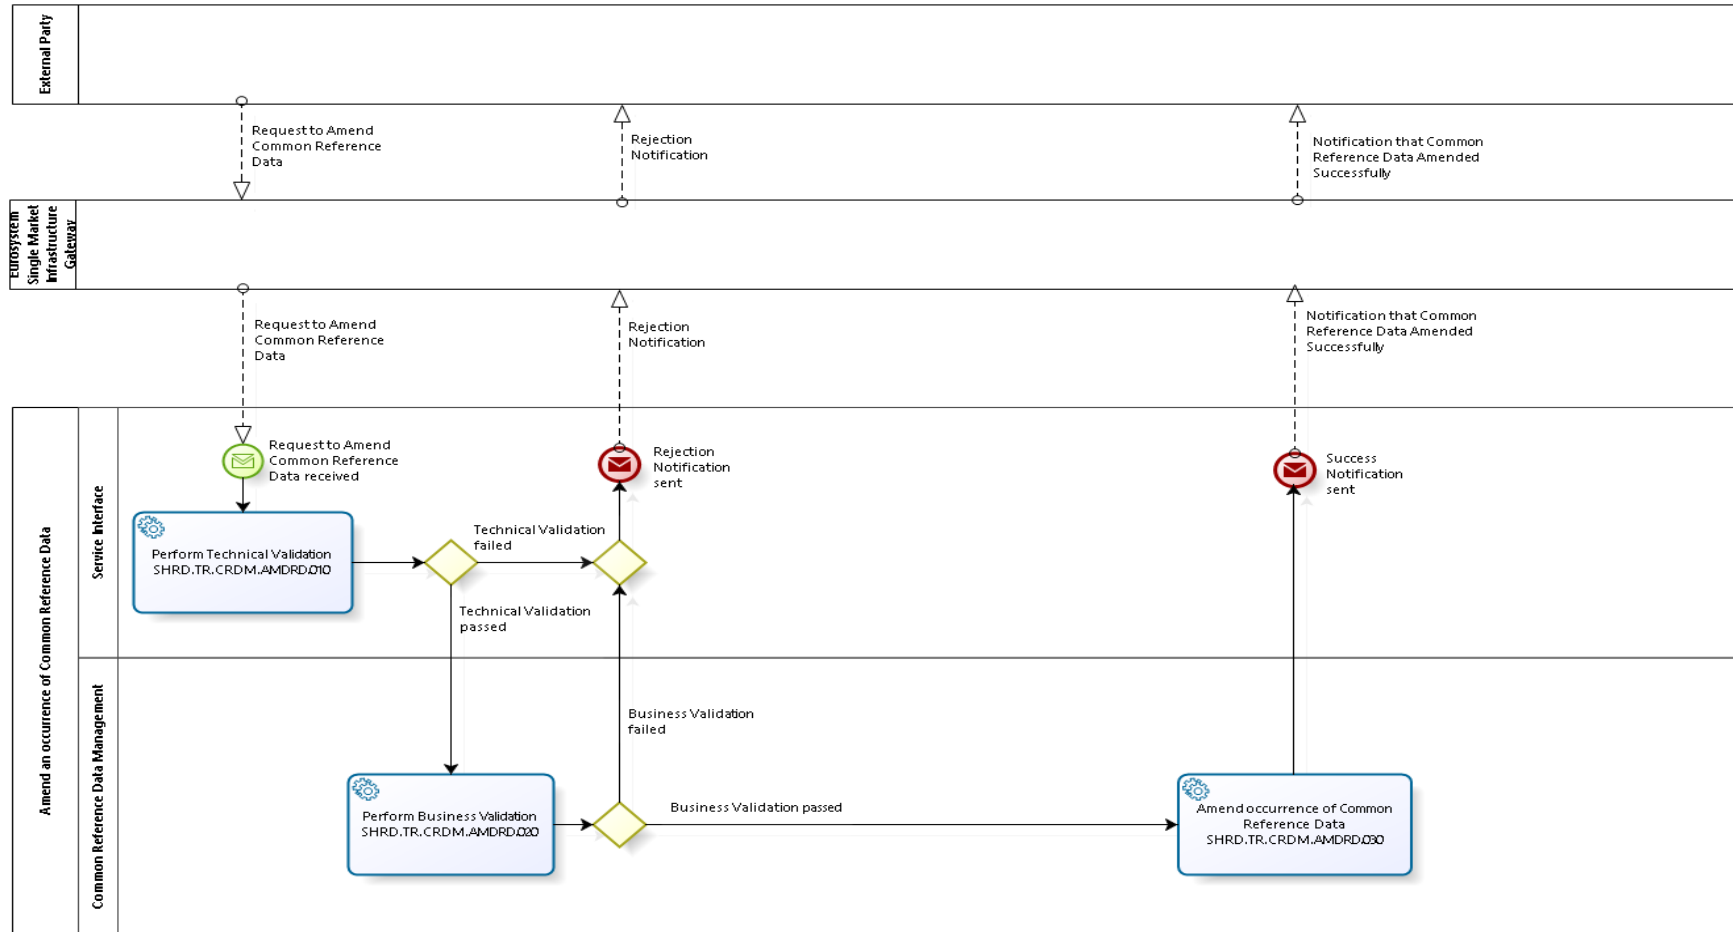 External Party
Request to Amend
Common Reference
Data
Rejection
Notification
Notification that Common
Reference Data Amended
Successfully
Eurosystem
Single Market
Infrastructure
Gateway
Request to Amend
Common Reference
Data
Rejection
Notification
Notification that Common
Reference Data Amended
Successfully
Amend an occurrence of Common Reference Data
Service Interface
Request to Amend
Common Reference
Data received
Rejection
Notification
sent
Success
Notification
sent
Perform Technical Validation
SHRD.TR.CRDM.AMDRD.010
Technical Validation
failed
Technical Validation
passed
Common Reference Data Management
Business Validation
failed
Perform Business Validation
SHRD.TR.CRDM.AMDRD.020
Business Validation passed
Amend occurrence of Common
Reference Data
SHRD.TR.CRDM.AMDRD.030